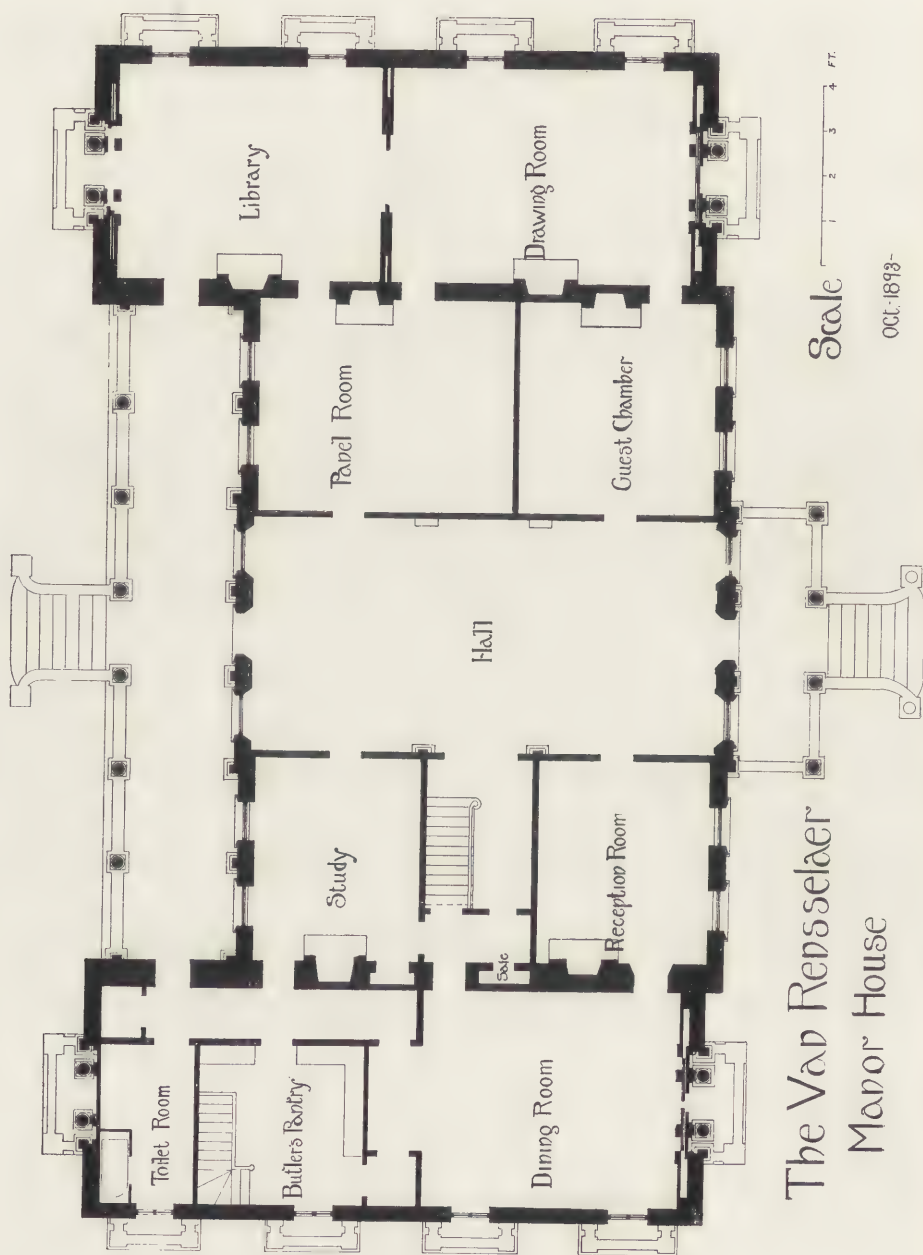 Toilet Room
Butler's Pantry
Dining Room
Study
Safe
Reception Room
Hall
Panel Room
Guest Chamber
Library
Drawing Room
The Van Rensselaer
Manor House
Scale
1 2 3 4 FT.
OCT.-1893-